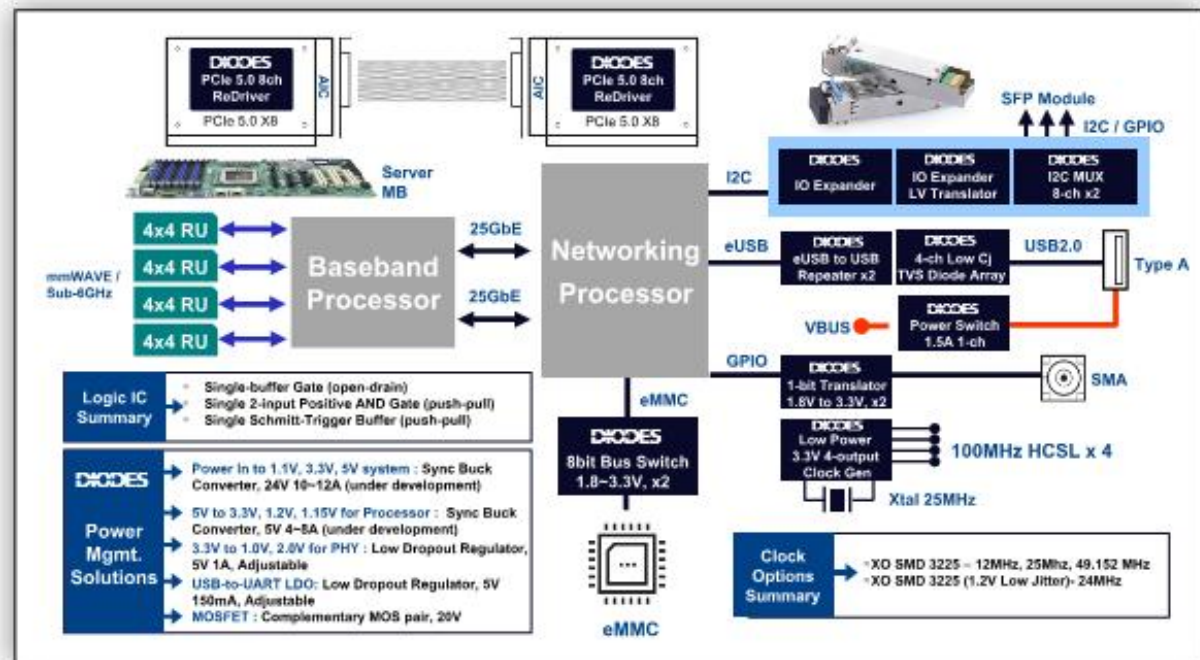 DIODES
PCIe 5.0 8ch
ReDriver
PCIe 5.0 X8
AIC
AIC
DIODES
PCIe 5.0 8ch
ReDriver
PCIe 5.0 X8
SFP Module
I2C / GPIO
Server
MB
I2C
DIODES
IO Expander
DIODES
IO Expander
LV Translator
DIODES
I2C MUX
8-ch x2
mmWAVE /
Sub-6GHz
4x4 RU
4x4 RU
4x4 RU
4x4 RU
Baseband
Processor
25GbE
25GbE
Networking
Processor
eUSB
DIODES
eUSB to USB
Repeater x2
DIODES
4-ch Low Cj
TVS Diode Array
USB2.0
Type A
VBUS
DIODES
Power Switch
1.5A 1-ch
GPIO
DIODES
1-bit Translator
1.8V to 3.3V, x2
SMA
Logic IC
Summary
Single-buffer Gate (open-drain)
Single 2-input Positive AND Gate (push-pull)
Single Schmitt-Trigger Buffer (push-pull)
eMMC
DIODES
8bit Bus Switch
1.8~3.3V, x2
eMMC
DIODES
Low Power
3.3V 4-output
Clock Gen
100MHz HCSL x 4
Xtal 25MHz
DIODES
Power
Mgmt.
Solutions
Power In to 1.1V, 3.3V, 5V system : Sync Buck
Converter, 24V 10~12A (under development)
5V to 3.3V, 1.2V, 1.15V for Processor : Sync Buck
Converter, 5V 4~8A (under development)
3.3V to 1.0V, 2.0V for PHY : Low Dropout Regulator,
5V 1A, Adjustable
USB-to-UART LDO: Low Dropout Regulator, 5V
150mA, Adjustable
MOSFET : Complementary MOS pair, 20V
Clock
Options
Summary
XO SMD 3225 – 12MHz, 25Mhz, 49.152 MHz
XO SMD 3225 (1.2V Low Jitter)- 24MHz